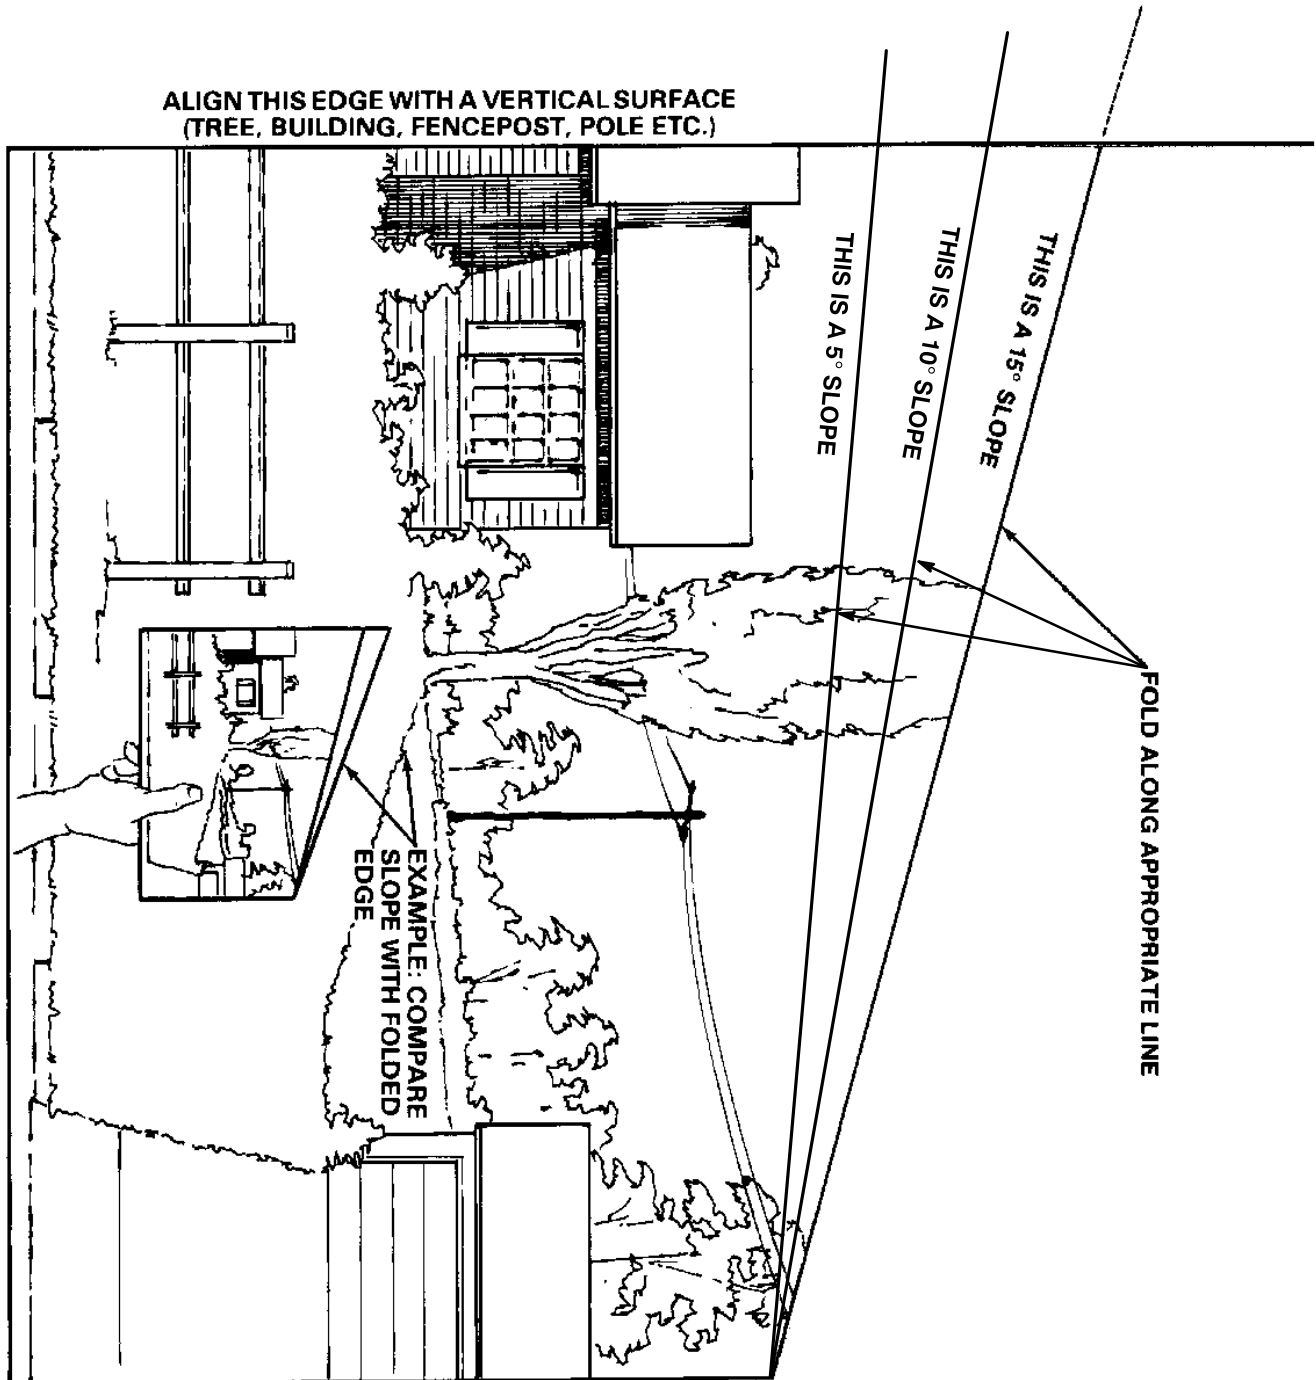 ALIGN THIS EDGE WITH A VERTICAL SURFACE
(TREE, BUILDING, FENCEPOST, POLE ETC.)
THIS IS A 15° SLOPE
THIS IS A 10° SLOPE
THIS IS A 5° SLOPE
FOLD ALONG APPROPRIATE LINE
EXAMPLE: COMPARE
SLOPE WITH FOLDED
EDGE